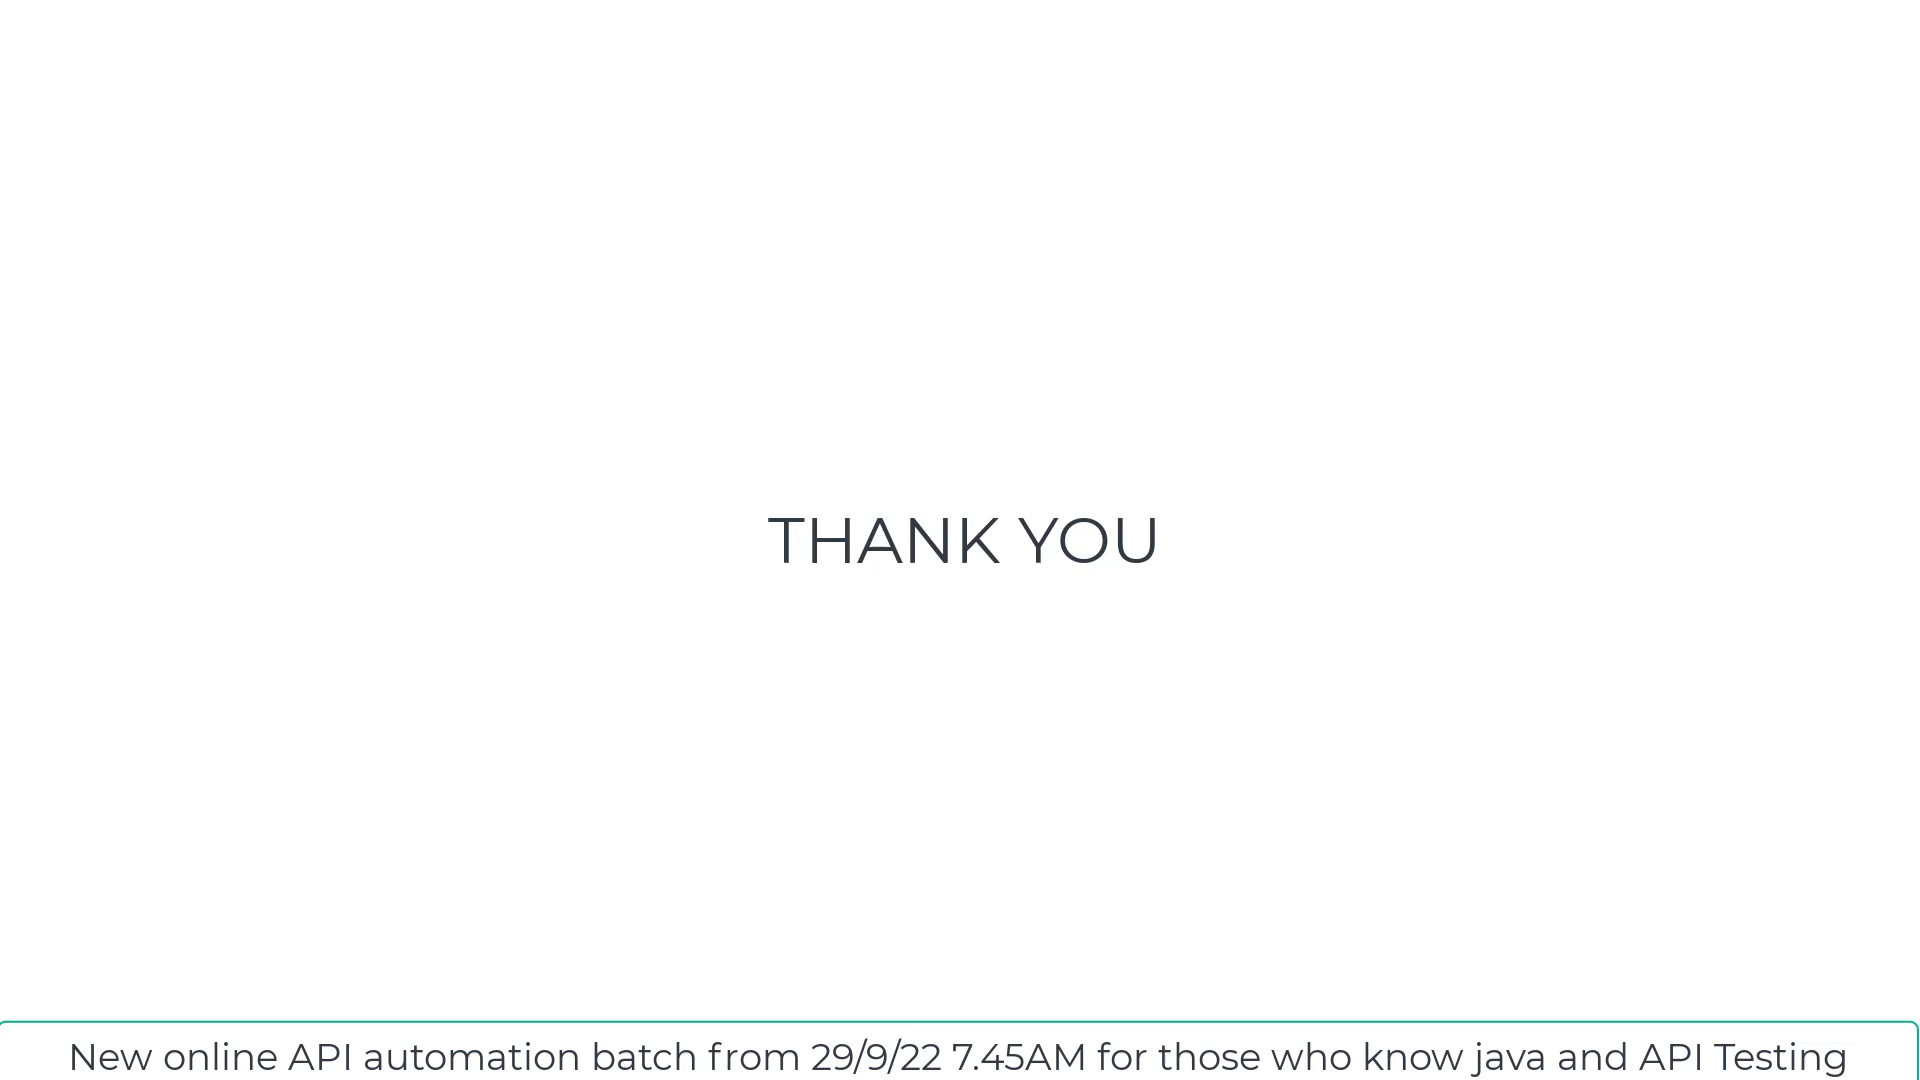 THANK YOU
New online API automation batch from 29/9/22 7.45AM for those who know java and API Testing